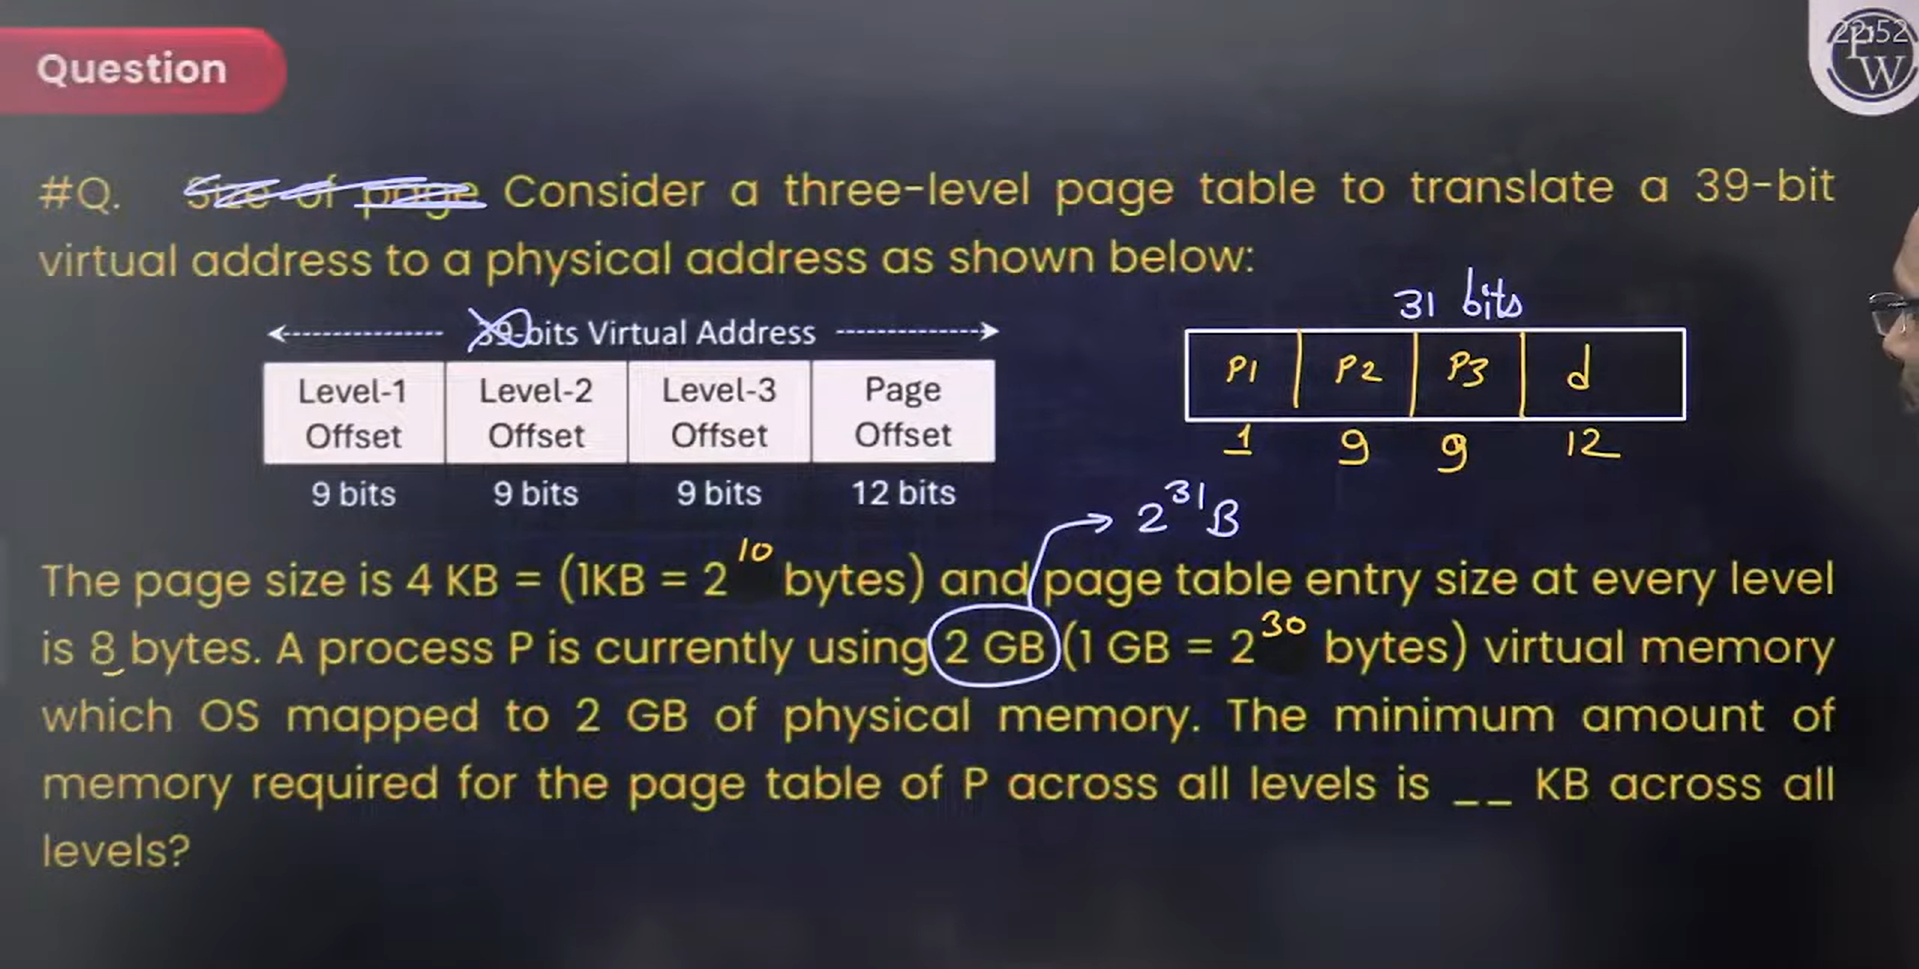 22:52
PW
Question
#Q. Size of page Consider a three-level page table to translate a 39-bit
virtual address to a physical address as shown below:
39-bits Virtual Address
Level-1 Offset Level-2 Offset Level-3 Offset Page Offset
9 bits 9 bits 9 bits 12 bits
31 bits
P1 P2 P3 d
1 9 9 12
2^31 B
The page size is 4 KB = (1KB = 2^10 bytes) and page table entry size at every level
is 8 bytes. A process P is currently using 2 GB (1 GB = 2^30 bytes) virtual memory
which OS mapped to 2 GB of physical memory. The minimum amount of
memory required for the page table of P across all levels is __ KB across all
levels?